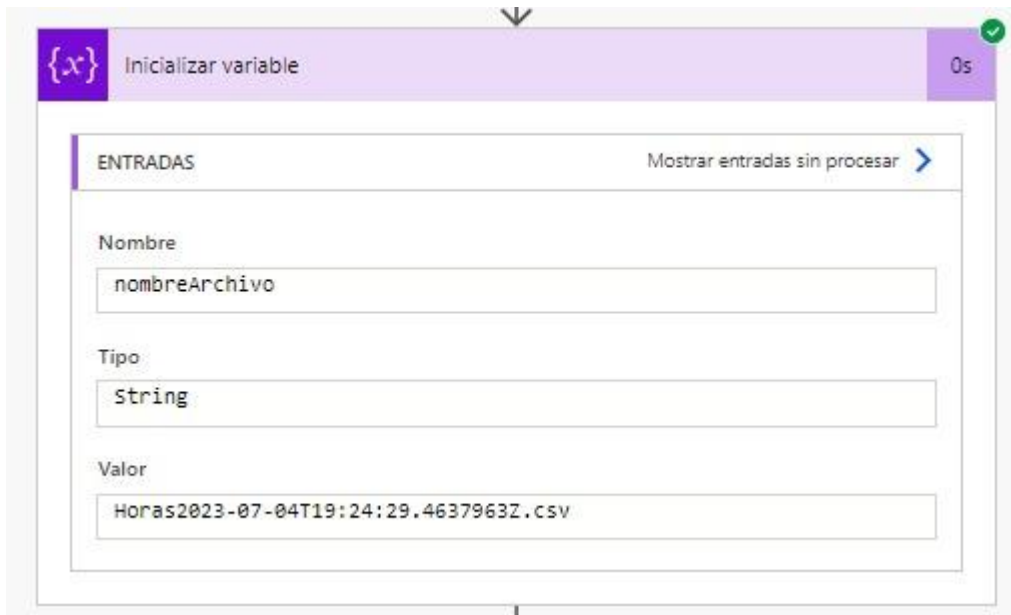 {x} Inicializar variable 0s
ENTRADAS Mostrar entradas sin procesar
Nombre
nombreArchivo
Tipo
String
Valor
Horas2023-07-04T19:24:29.4637963Z.csv